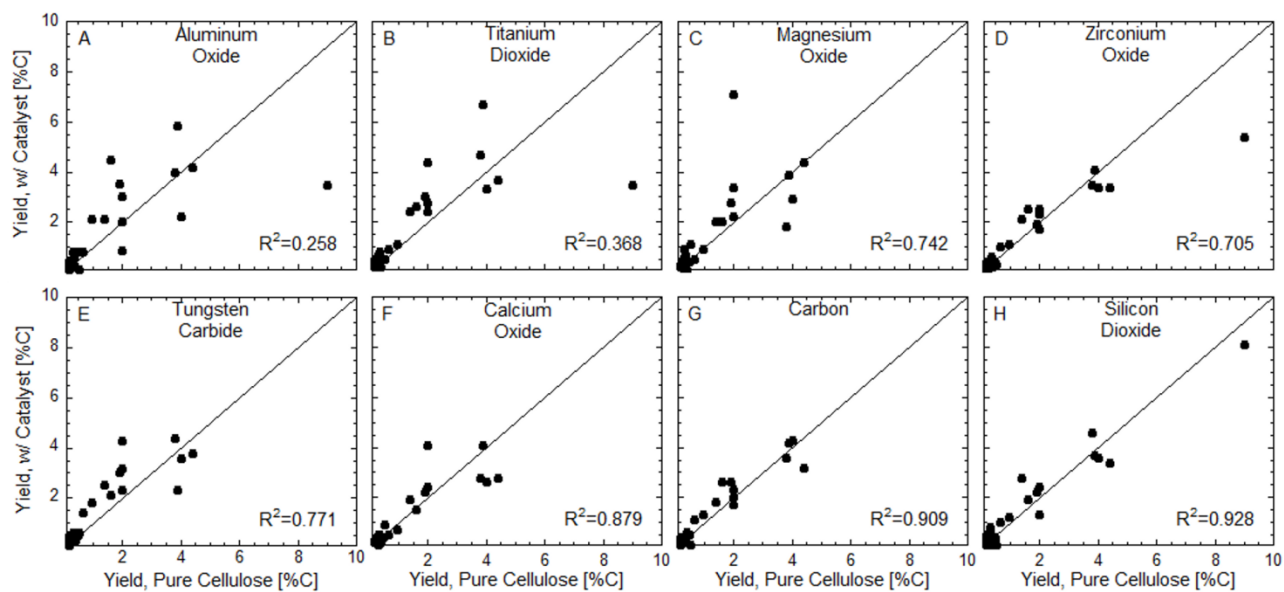 10
8
6
4
2
Yield, w/ Catalyst [%C]
A
Aluminum
Oxide
R²=0.258
B
Titanium
Dioxide
R²=0.368
C
Magnesium
Oxide
R²=0.742
D
Zirconium
Oxide
R²=0.705
10
8
6
4
2
Yield, w/ Catalyst [%C]
E
Tungsten
Carbide
R²=0.771
F
Calcium
Oxide
R²=0.879
G
Carbon
R²=0.909
H
Silicon
Dioxide
R²=0.928
2 4 6 8 10
2 4 6 8 10
2 4 6 8 10
2 4 6 8 10
Yield, Pure Cellulose [%C]
Yield, Pure Cellulose [%C]
Yield, Pure Cellulose [%C]
Yield, Pure Cellulose [%C]